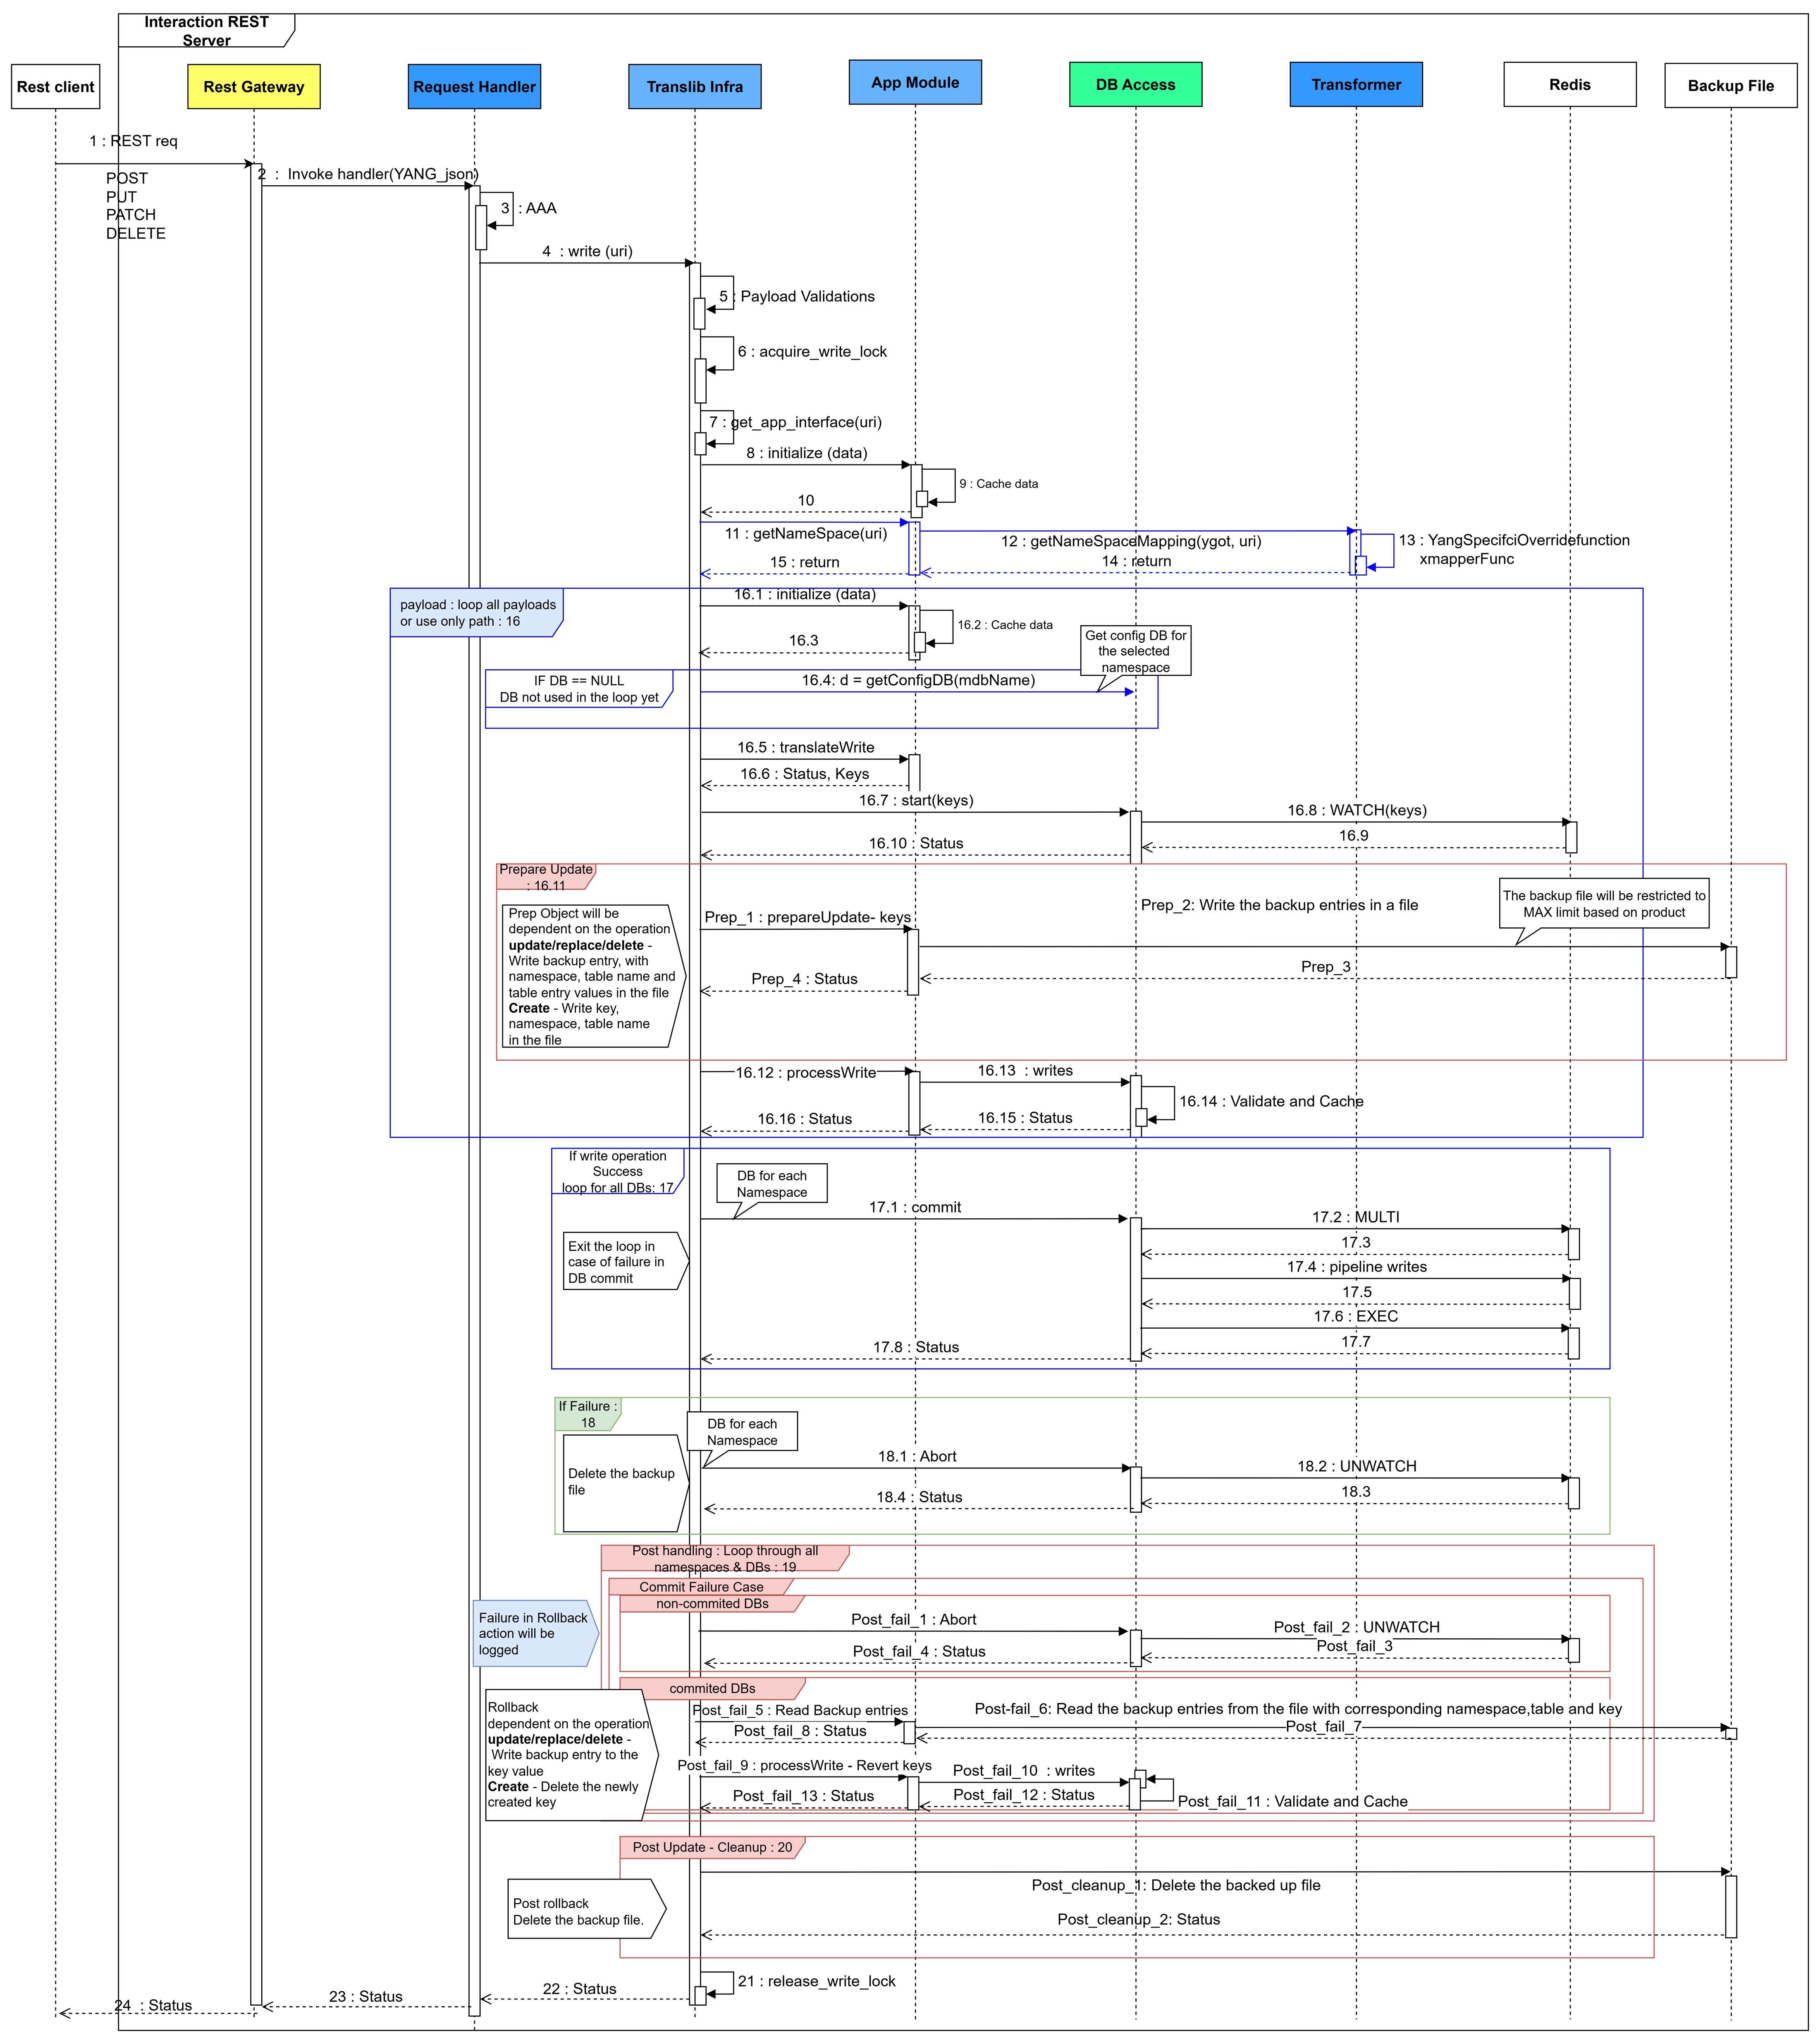 Interaction REST
Server
Rest client
Rest Gateway
Request Handler
Translib Infra
App Module
DB Access
Transformer
Redis
Backup File
1 : REST req
POST
PUT
PATCH
DELETE
2 : Invoke handler(YANG_json)
3 : AAA
4 : write (uri)
5 : Payload Validations
6 : acquire_write_lock
7 : get_app_interface(uri)
8 : initialize (data)
9 : Cache data
10
11 : getNameSpace(uri)
12 : getNameSpaceMapping(ygot, uri)
13 : YangSpecifciOverridefunction
xmapperFunc
14 : return
15 : return
payload : loop all payloads
or use only path : 16
16.1 : initialize (data)
16.2 : Cache data
16.3
Get config DB for
the selected
namespace
IF DB == NULL
DB not used in the loop yet
16.4: d = getConfigDB(mdbName)
16.5 : translateWrite
16.6 : Status, Keys
16.7 : start(keys)
16.8 : WATCH(keys)
16.9
16.10 : Status
Prepare Update
: 16.11
Prep Object will be
dependent on the operation
update/replace/delete -
Write backup entry, with
namespace, table name and
table entry values in the file
Create - Write key,
namespace, table name
in the file
Prep_1 : prepareUpdate- keys
Prep_2: Write the backup entries in a file
The backup file will be restricted to
MAX limit based on product
Prep_3
Prep_4 : Status
16.12 : processWrite
16.13 : writes
16.14 : Validate and Cache
16.15 : Status
16.16 : Status
If write operation
Success
loop for all DBs: 17
DB for each
Namespace
17.1 : commit
17.2 : MULTI
17.3
Exit the loop in
case of failure in
DB commit
17.4 : pipeline writes
17.5
17.6 : EXEC
17.7
17.8 : Status
If Failure :
18
DB for each
Namespace
Delete the backup
file
18.1 : Abort
18.2 : UNWATCH
18.3
18.4 : Status
Post handling : Loop through all
namespaces & DBs : 19
Commit Failure Case
non-commited DBs
Failure in Rollback
action will be
logged
Post_fail_1 : Abort
Post_fail_2 : UNWATCH
Post_fail_3
Post_fail_4 : Status
commited DBs
Rollback
dependent on the operation
update/replace/delete -
Write backup entry to the
key value
Create - Delete the newly
created key
Post_fail_5 : Read Backup entries
Post-fail_6: Read the backup entries from the file with corresponding namespace,table and key
Post_fail_7
Post_fail_8 : Status
Post_fail_9 : processWrite - Revert keys
Post_fail_10 : writes
Post_fail_11 : Validate and Cache
Post_fail_12 : Status
Post_fail_13 : Status
Post Update - Cleanup : 20
Post rollback
Delete the backup file.
Post_cleanup_1: Delete the backed up file
Post_cleanup_2: Status
21 : release_write_lock
22 : Status
23 : Status
24 : Status